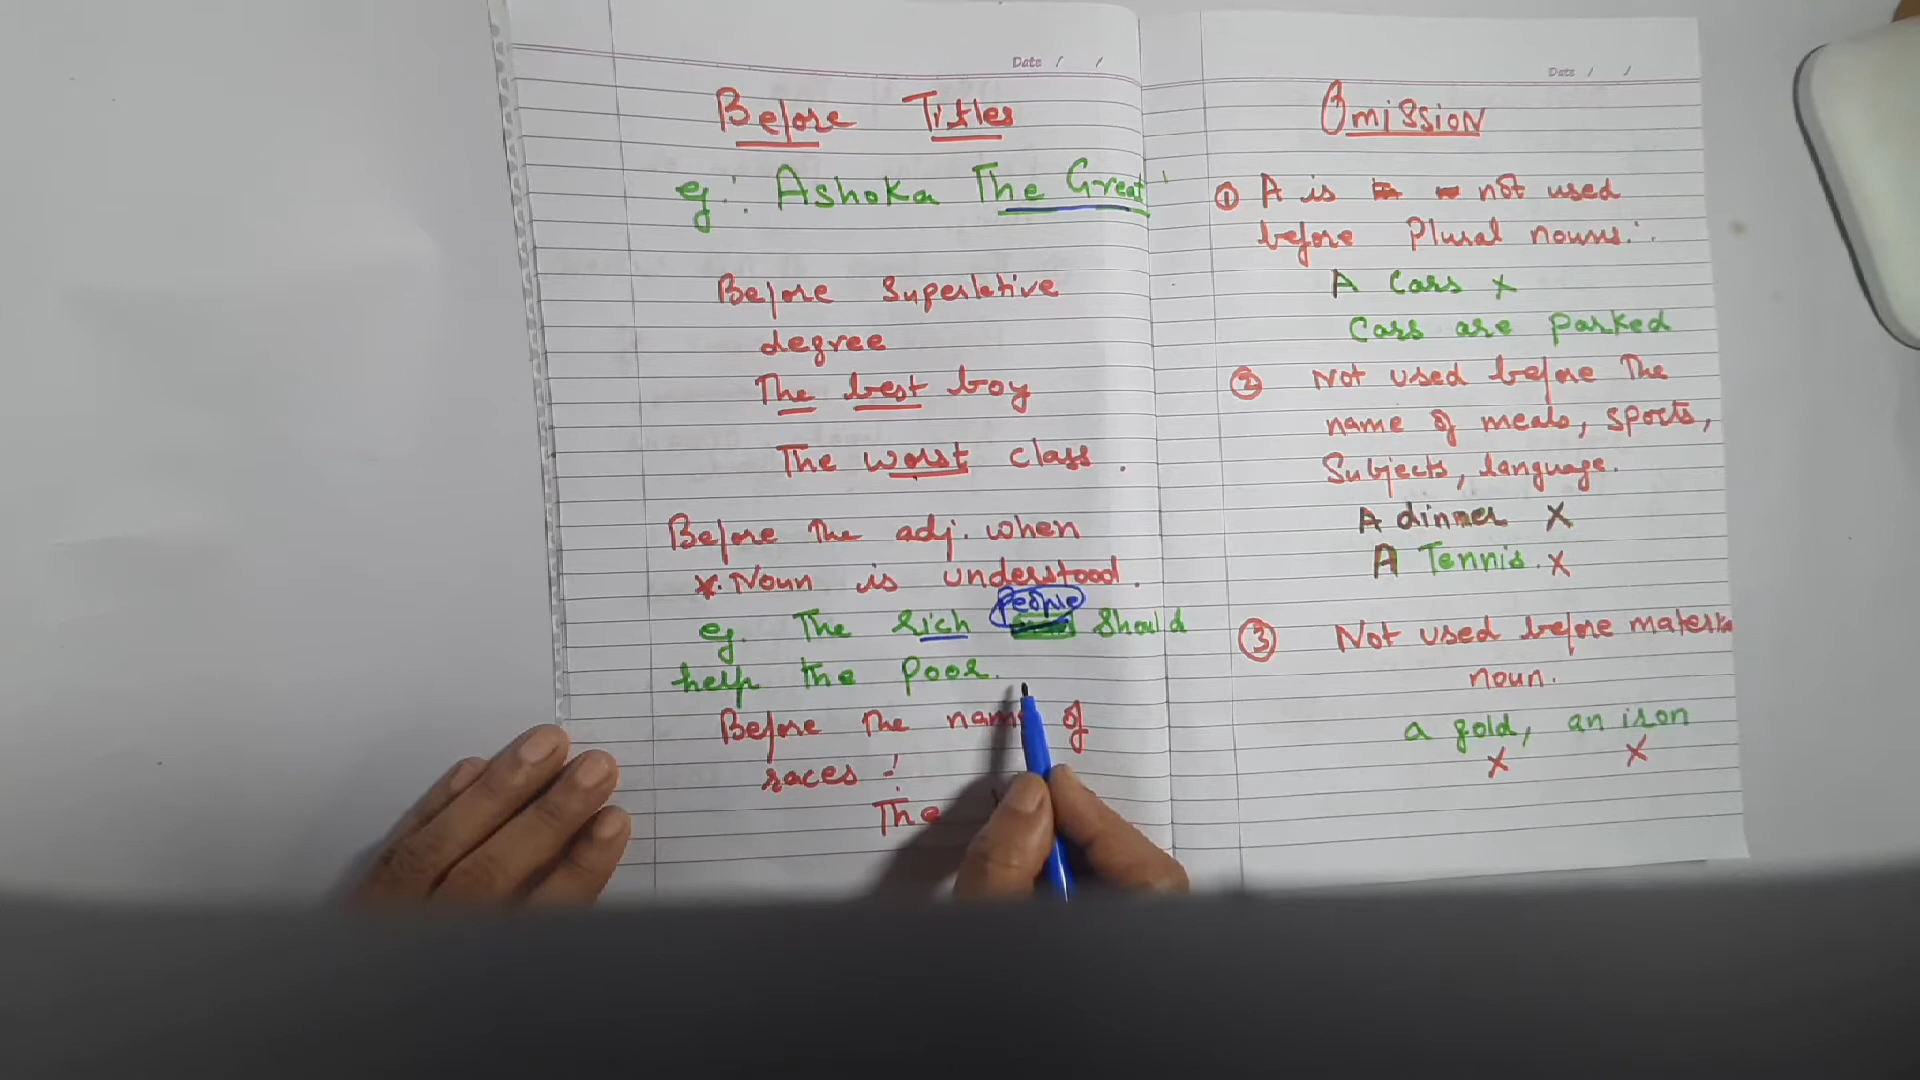 Date / /
Before Titles
eg:. Ashoka The Great
Before Superlative
degree
The best boy
The worst class.
Before The adj. when
Noun is understood.
people
eg. The Rich Should
help the poor.
Before The name of
races :
The
Date / /
Omission
① A is not used
before Plural nouns:.
A Cars x
Cars are parked
② Not used before The
name of meals, sports,
Subjects, language.
A dinner X
A Tennis. X
③ Not used before materia
noun.
a gold, an iron
X X